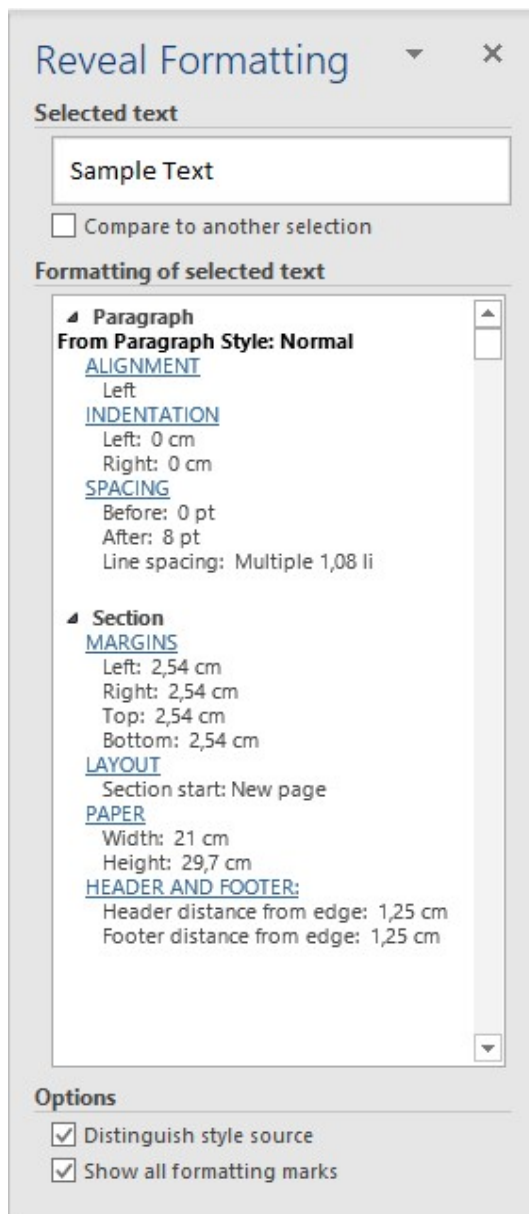 Reveal Formatting
Selected text
Sample Text
Compare to another selection
Formatting of selected text
Paragraph
From Paragraph Style: Normal
ALIGNMENT
Left
INDENTATION
Left: 0 cm
Right: 0 cm
SPACING
Before: 0 pt
After: 8 pt
Line spacing: Multiple 1,08 li
Section
MARGINS
Left: 2,54 cm
Right: 2,54 cm
Top: 2,54 cm
Bottom: 2,54 cm
LAYOUT
Section start: New page
PAPER
Width: 21 cm
Height: 29,7 cm
HEADER AND FOOTER:
Header distance from edge: 1,25 cm
Footer distance from edge: 1,25 cm
Options
Distinguish style source
Show all formatting marks